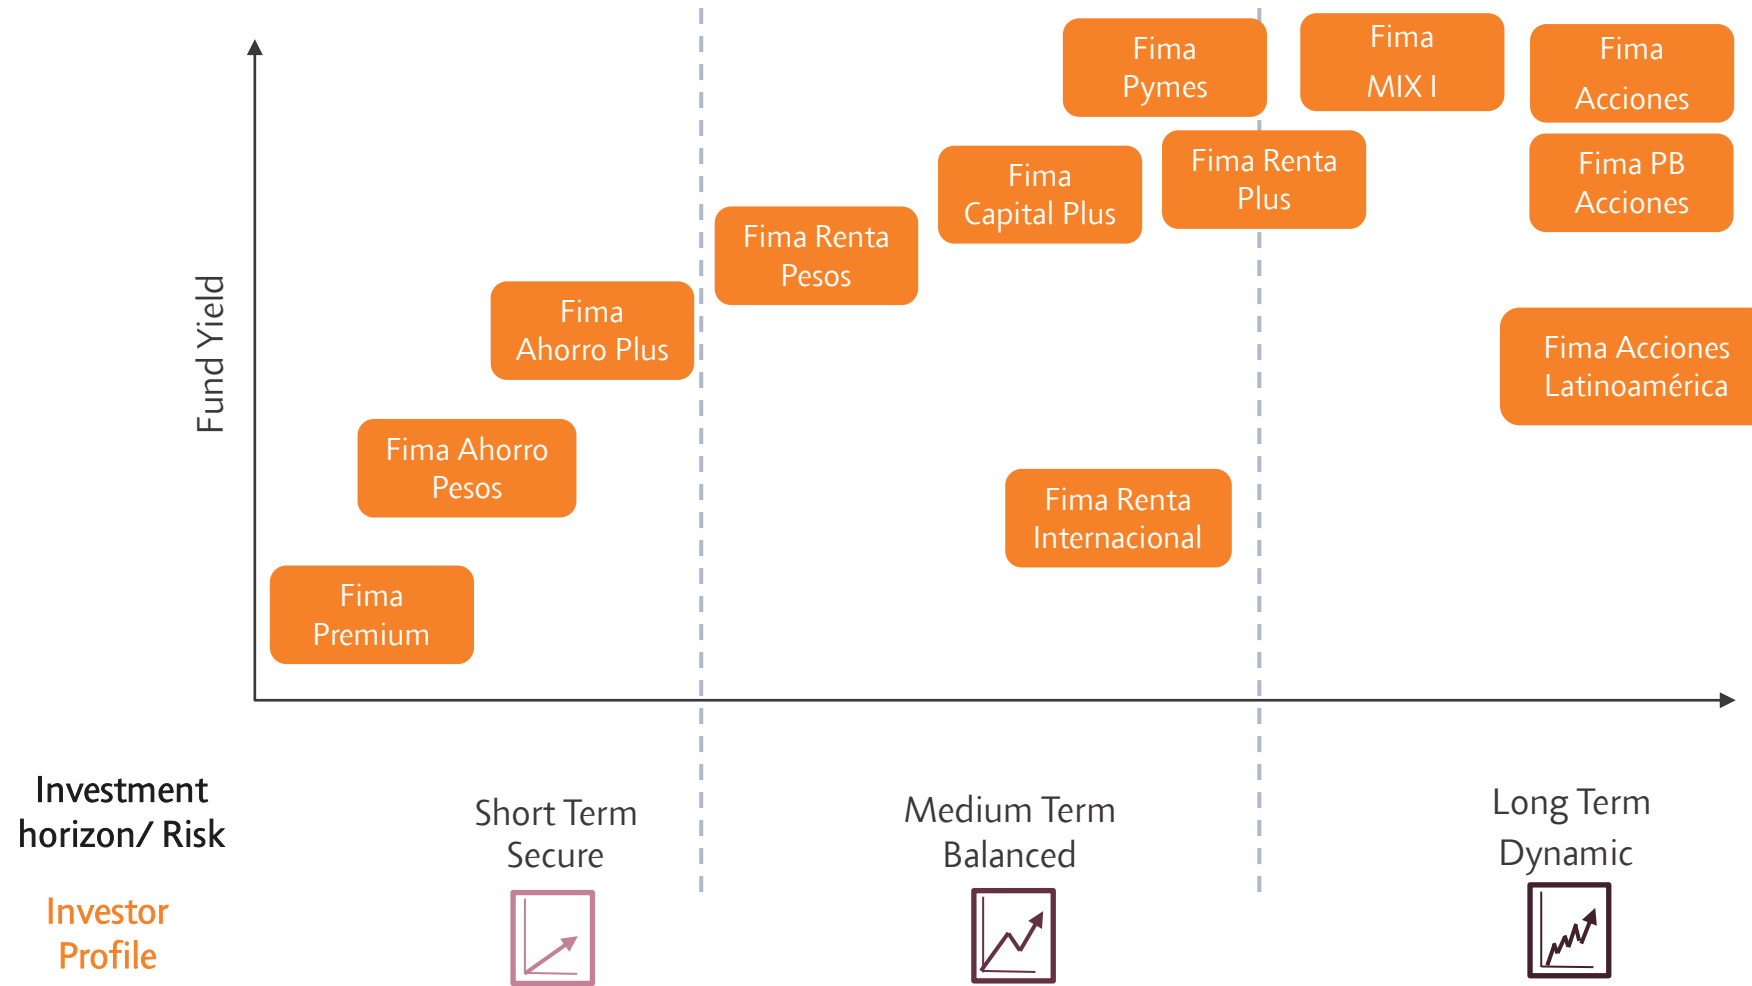 Fima
Pymes
Fima
MIX I
Fima
Acciones
Fima
Capital Plus
Fima Renta
Plus
Fima PB
Acciones
Fima Renta
Pesos
Fima
Ahorro Plus
Fima Acciones
Latinoamérica
Fund Yield
Fima Ahorro
Pesos
Fima Renta
Internacional
Fima
Premium
Investment
horizon/ Risk
Short Term
Secure
Medium Term
Balanced
Long Term
Dynamic
Investor
Profile